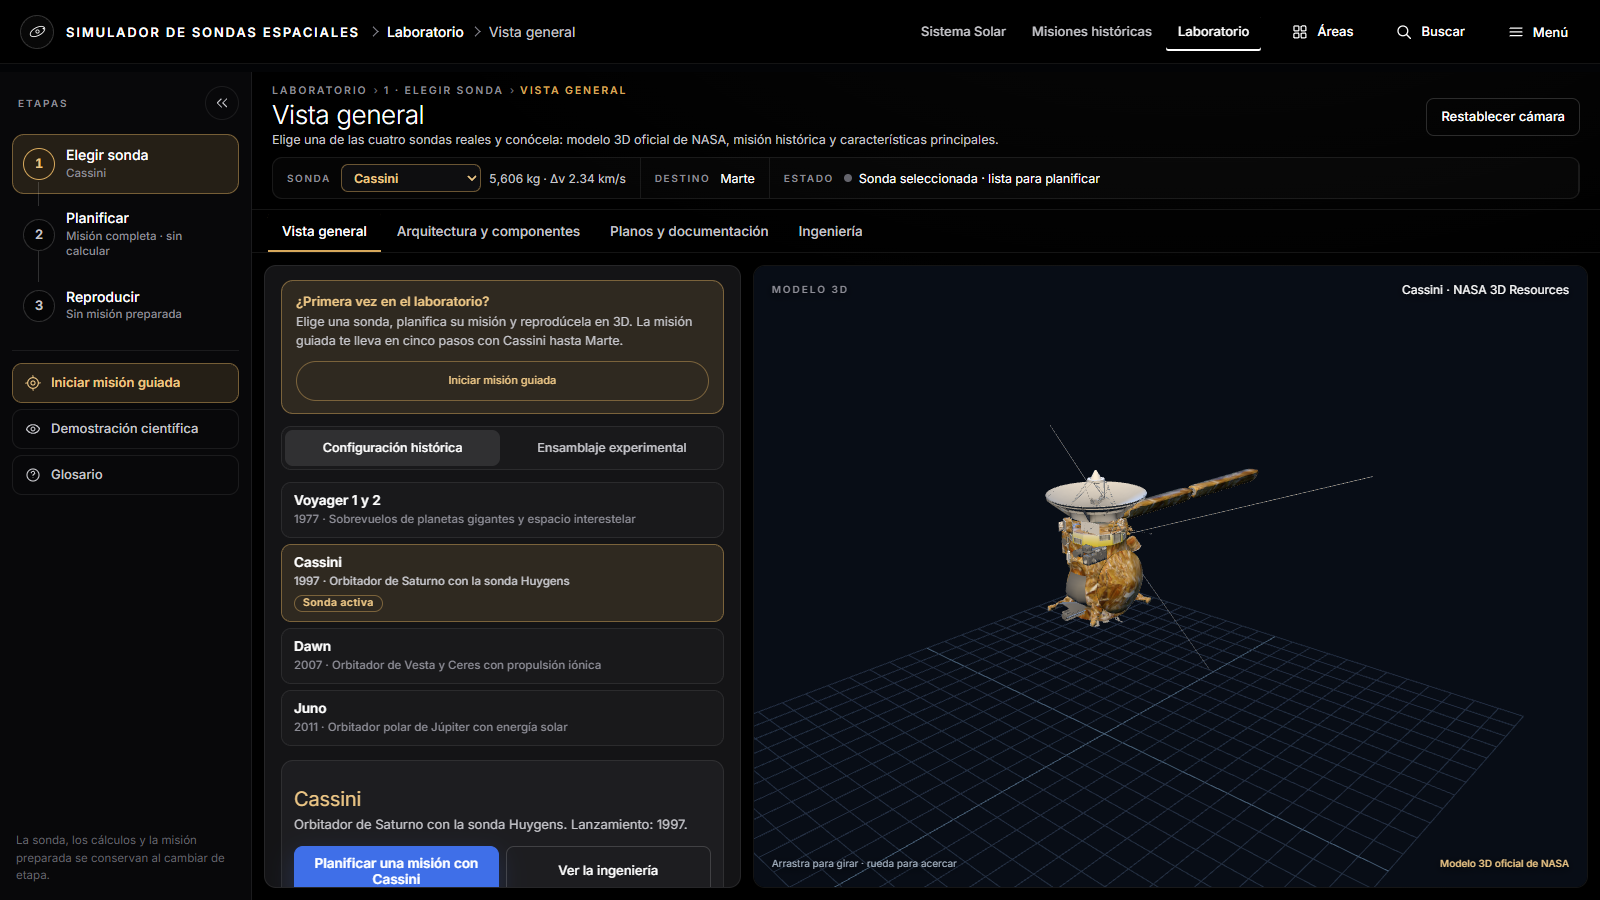 SIMULADOR DE SONDAS ESPACIALES > Laboratorio > Vista general
Sistema Solar
Misiones históricas
Laboratorio
Áreas
Buscar
Menú
ETAPAS
1
Elegir sonda
Cassini
2
Planificar
Misión completa · sin
calcular
3
Reproducir
Sin misión preparada
Iniciar misión guiada
Demostración científica
Glosario
La sonda, los cálculos y la misión
preparada se conservan al cambiar de
etapa.
LABORATORIO › 1 · ELEGIR SONDA › VISTA GENERAL
Vista general
Elige una de las cuatro sondas reales y conócela: modelo 3D oficial de NASA, misión histórica y características principales.
Restablecer cámara
SONDA Cassini 5,606 kg · Δv 2.34 km/s
DESTINO Marte
ESTADO Sonda seleccionada · lista para planificar
Vista general
Arquitectura y componentes
Planos y documentación
Ingeniería
¿Primera vez en el laboratorio?
Elige una sonda, planifica su misión y reprodúcela en 3D. La misión
guiada te lleva en cinco pasos con Cassini hasta Marte.
Iniciar misión guiada
Configuración histórica
Ensamblaje experimental
Voyager 1 y 2
1977 · Sobrevuelos de planetas gigantes y espacio interestelar
Cassini
1997 · Orbitador de Saturno con la sonda Huygens
Sonda activa
Dawn
2007 · Orbitador de Vesta y Ceres con propulsión iónica
Juno
2011 · Orbitador polar de Júpiter con energía solar
Cassini
Orbitador de Saturno con la sonda Huygens. Lanzamiento: 1997.
Planificar una misión con
Cassini
Ver la ingeniería
MODELO 3D
Cassini · NASA 3D Resources
Arrastra para girar · rueda para acercar
Modelo 3D oficial de NASA